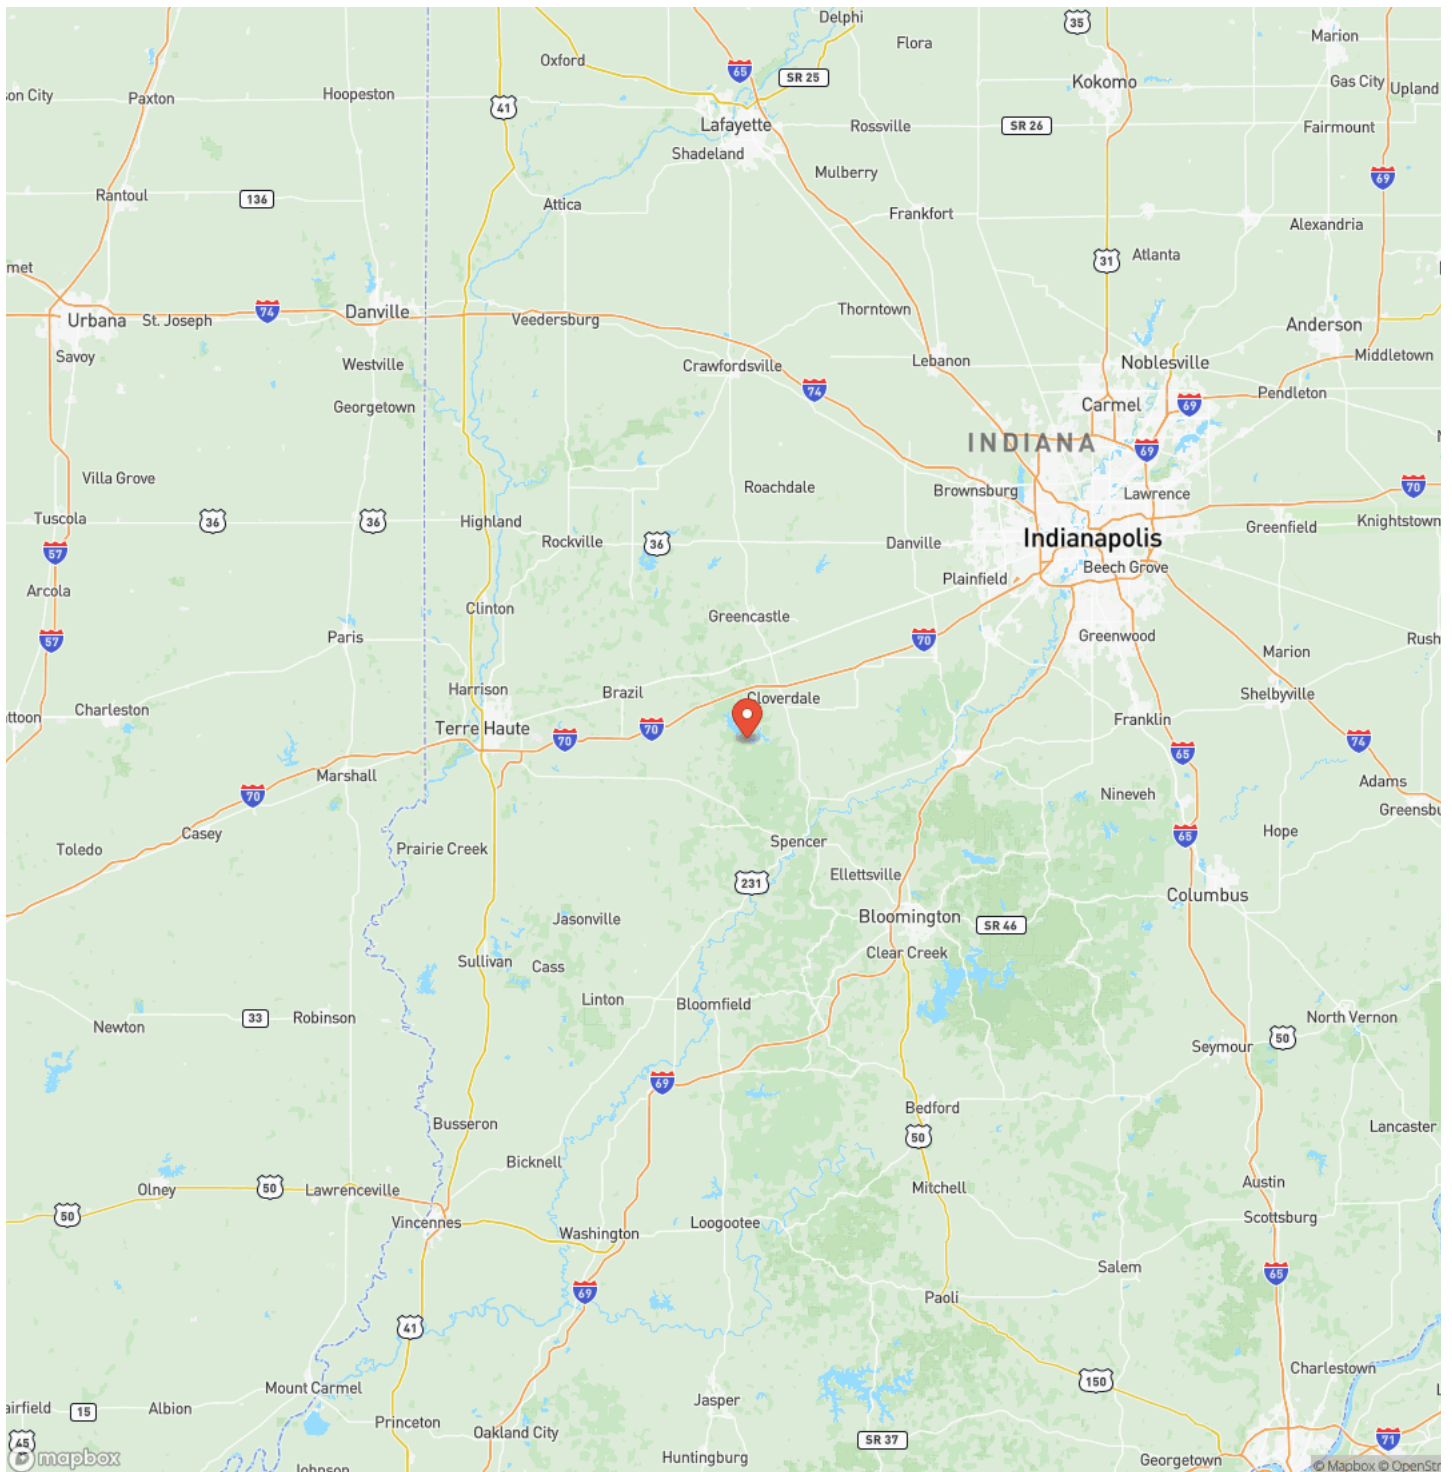 Delphi
35
Marion
Flora
Oxford
65
SR 25
Kokomo
Gas City
Upland
son City
Paxton
Hoopeston
41
Lafayette
Rossville
SR 26
Fairmount
Shadeland
Mulberry
69
Rantoul
136
Attica
Frankfort
Alexandria
31
Atlanta
met
74
Danville
Thorntown
Urbana
St. Joseph
Veedersburg
Anderson
Savoy
Westville
Crawfordsville
Lebanon
Noblesville
Middletown
74
Pendleton
Georgetown
Carmel
69
INDIANA
69
Villa Grove
Roachdale
Brownsburg
Lawrence
70
Tuscola
36
36
Highland
Greenfield
Knightstown
57
Rockville
36
Danville
Indianapolis
Arcola
Plainfield
Beech Grove
Clinton
Greencastle
57
Paris
70
Greenwood
Rush
Marion
Harrison
Brazil
Cloverdale
Shelbyville
ttoon
Charleston
Terre Haute
70
70
Franklin
74
65
Marshall
70
Adams
Nineveh
Greensbu
Casey
Toledo
Prairie Creek
Spencer
65
Hope
231
Ellettsville
Columbus
Jasonville
Bloomington
SR 46
Clear Creek
Sullivan
Cass
Linton
Bloomfield
Newton
33
Robinson
North Vernon
Seymour
50
69
Bedford
Busseron
50
Lancaster
Bicknell
Olney
50
Lawrenceville
Mitchell
Austin
50
Vincennes
Washington
Loogootee
Scottsburg
Salem
65
69
Paoli
41
Charlestown
Mount Carmel
150
airfield
15
Albion
Jasper
Princeton
Oakland City
SR 37
71
45
mapbox
Huntingburg
Georgetown
Johnson
© Mapbox © OpenStr